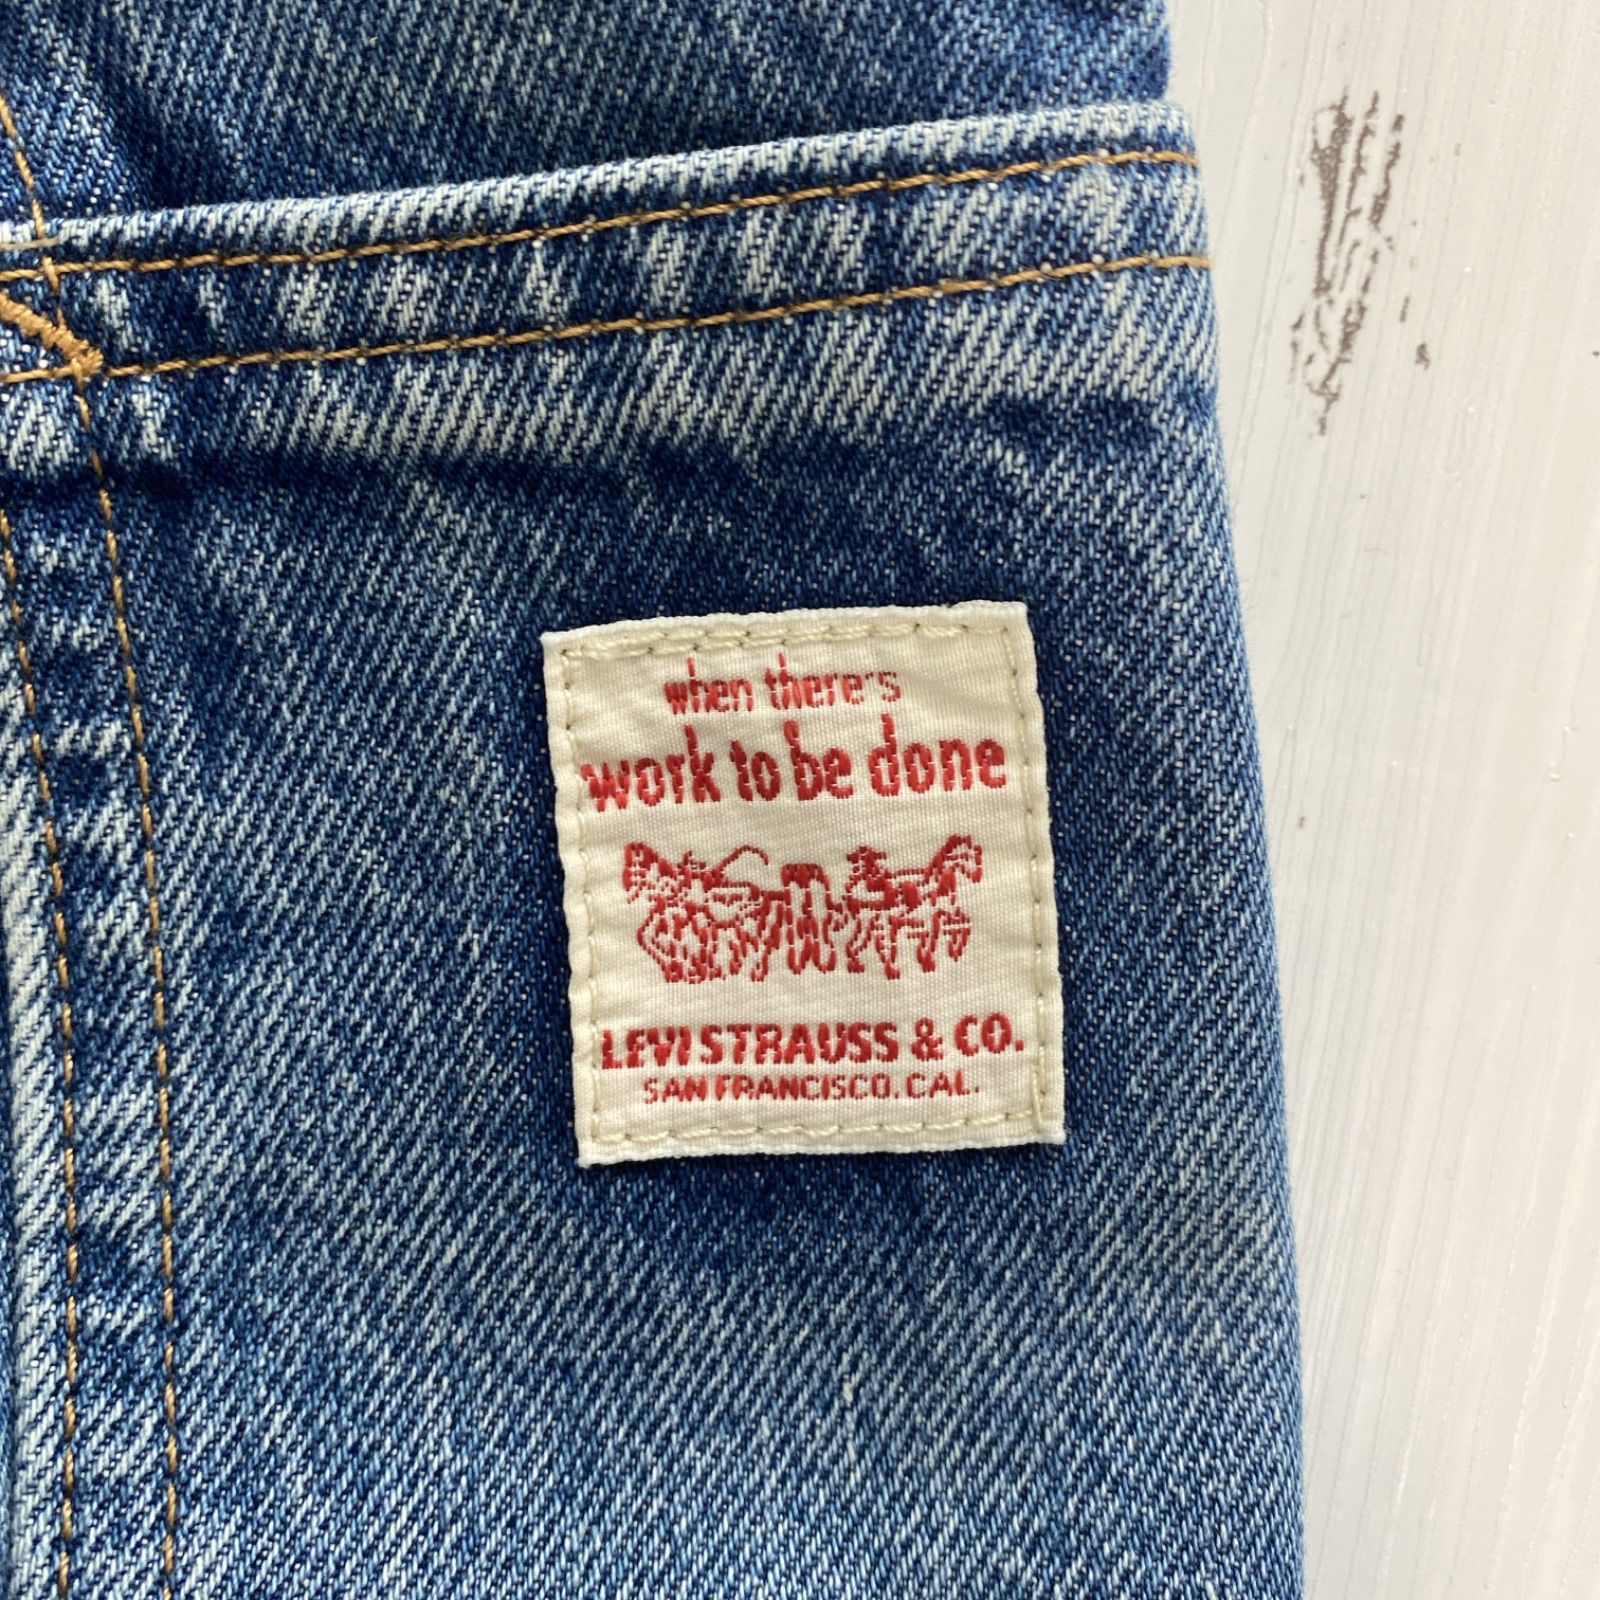 when there's
work to be done
LEVI STRAUSS & CO.
SAN FRANCISCO, CAL.